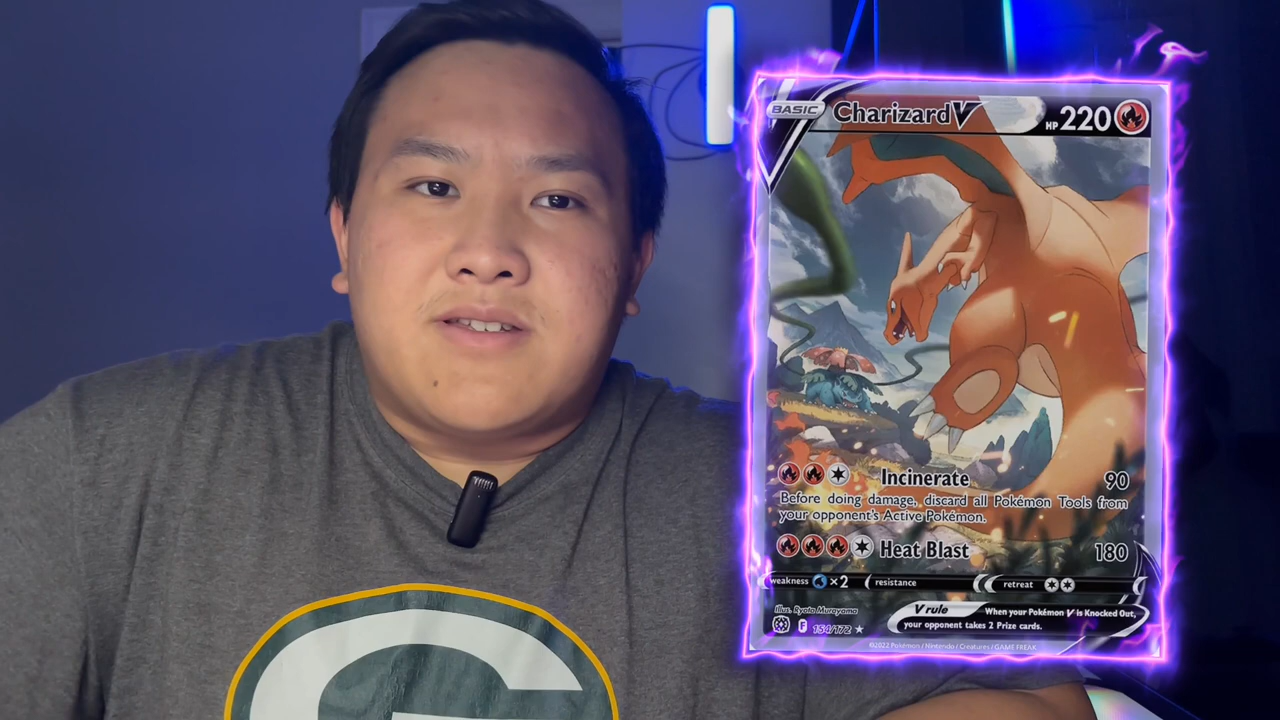 BASIC Charizard V HP 220
Incinerate 90
Before doing damage, discard all Pokémon Tools from
your opponent's Active Pokémon.
Heat Blast 180
weakness ×2 resistance retreat
Illus. Ryota Murayama
V rule When your Pokémon V is Knocked Out,
your opponent takes 2 Prize cards.
F 154/172
©2022 Pokémon / Nintendo / Creatures / GAME FREAK
G